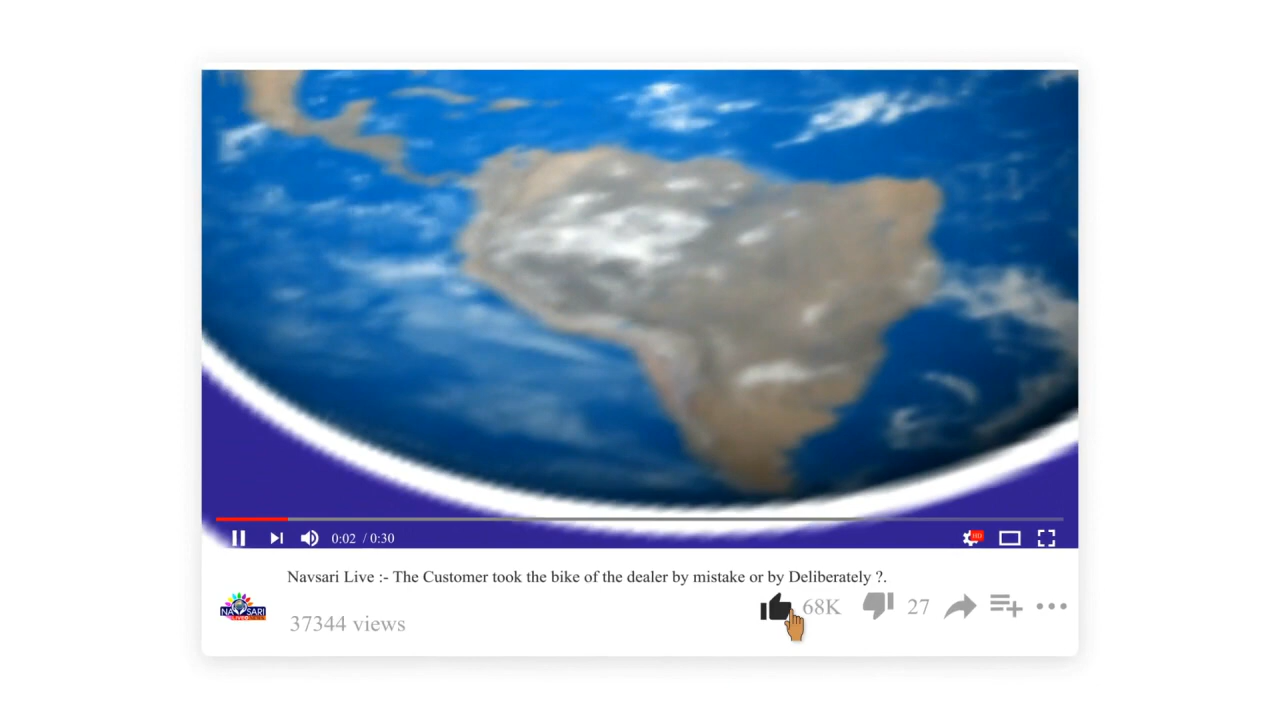 HD
0:02 / 0:30
Navsari Live :- The Customer took the bike of the dealer by mistake or by Deliberately ?.
NAVSARI
37344 views
68K
27